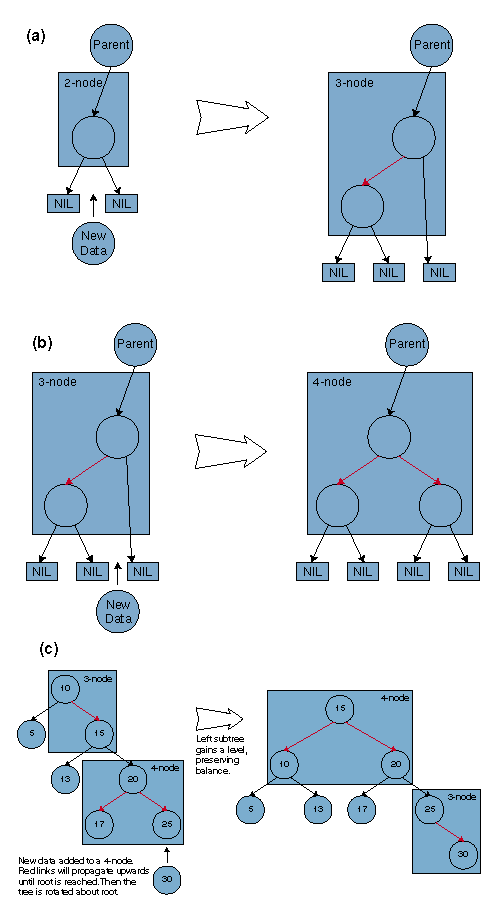 (a)
Parent
Parent
2-node
3-node
NIL
NIL
New
Data
NIL
NIL
NIL
(b)
Parent
Parent
3-node
4-node
NIL
NIL
NIL
NIL
NIL
NIL
NIL
New
Data
(c)
3-node
10
5
15
13
4-node
20
17
25
30
Left subtree
gains a level,
preserving
balance.
4-node
15
10
20
5
13
17
3-node
25
30
New data added to a 4-node.
Red links will propagate upwards
until root is reached. Then the
tree is rotated about root.